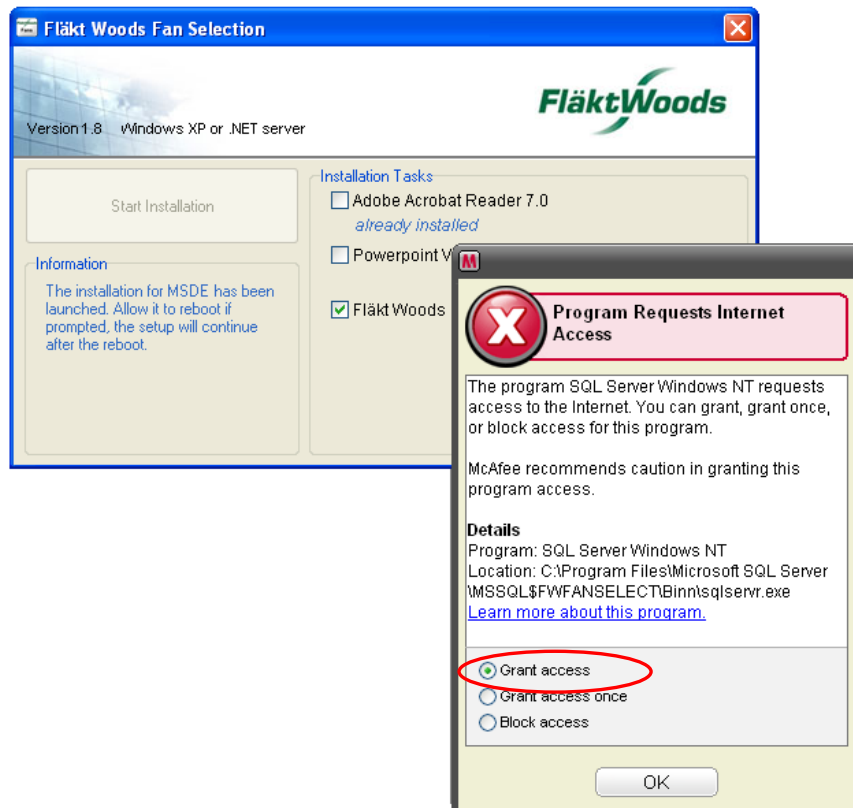 Fläkt Woods Fan Selection
FläktWoods
Version 1.8 Windows XP or .NET server
Start Installation
Information
The installation for MSDE has been
launched. Allow it to reboot if
prompted, the setup will continue
after the reboot.
Installation Tasks
Adobe Acrobat Reader 7.0
already installed
Powerpoint V
Fläkt Woods
M
Program Requests Internet
Access
The program SQL Server Windows NT requests
access to the Internet. You can grant, grant once,
or block access for this program.
McAfee recommends caution in granting this
program access.
Details
Program: SQL Server Windows NT
Location: C:\Program Files\Microsoft SQL Server
\MSSQL$FWFANSELECT\Binn\sqlservr.exe
Learn more about this program.
Grant access
Grant access once
Block access
OK